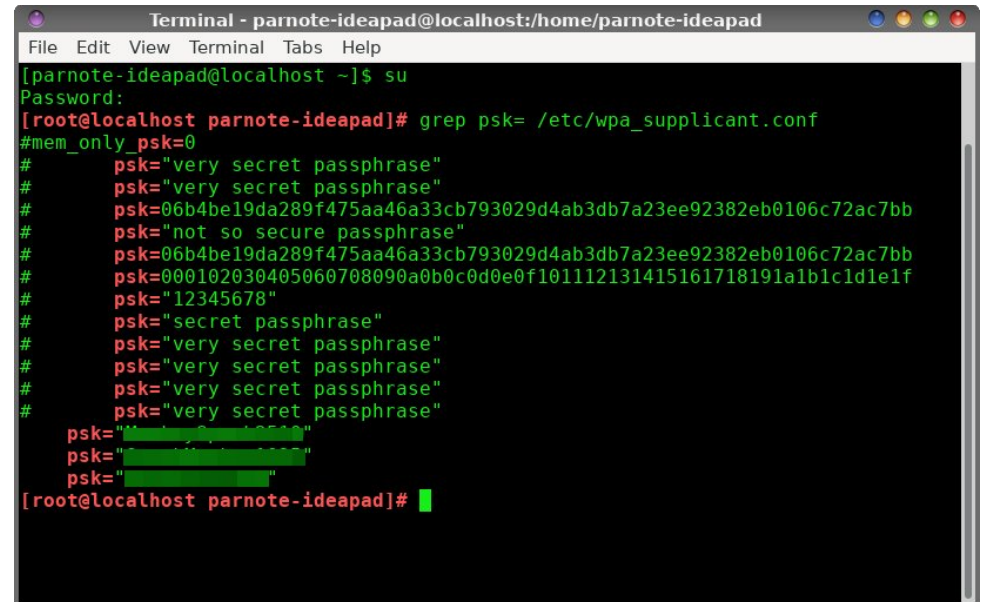 Terminal - parnote-ideapad@localhost:/home/parnote-ideapad
File Edit View Terminal Tabs Help
[parnote-ideapad@localhost ~]$ su
Password:
[root@localhost parnote-ideapad]# grep psk= /etc/wpa_supplicant.conf
#mem_only_psk=0
#       psk="very secret passphrase"
#       psk="very secret passphrase"
#       psk=06b4be19da289f475aa46a33cb793029d4ab3db7a23ee92382eb0106c72ac7bb
#       psk="not so secure passphrase"
#       psk=06b4be19da289f475aa46a33cb793029d4ab3db7a23ee92382eb0106c72ac7bb
#       psk=000102030405060708090a0b0c0d0e0f101112131415161718191a1b1c1d1e1f
#       psk="12345678"
#       psk="secret passphrase"
#       psk="very secret passphrase"
#       psk="very secret passphrase"
#       psk="very secret passphrase"
#       psk="very secret passphrase"
    psk=""
    psk=""
    psk=""
[root@localhost parnote-ideapad]#